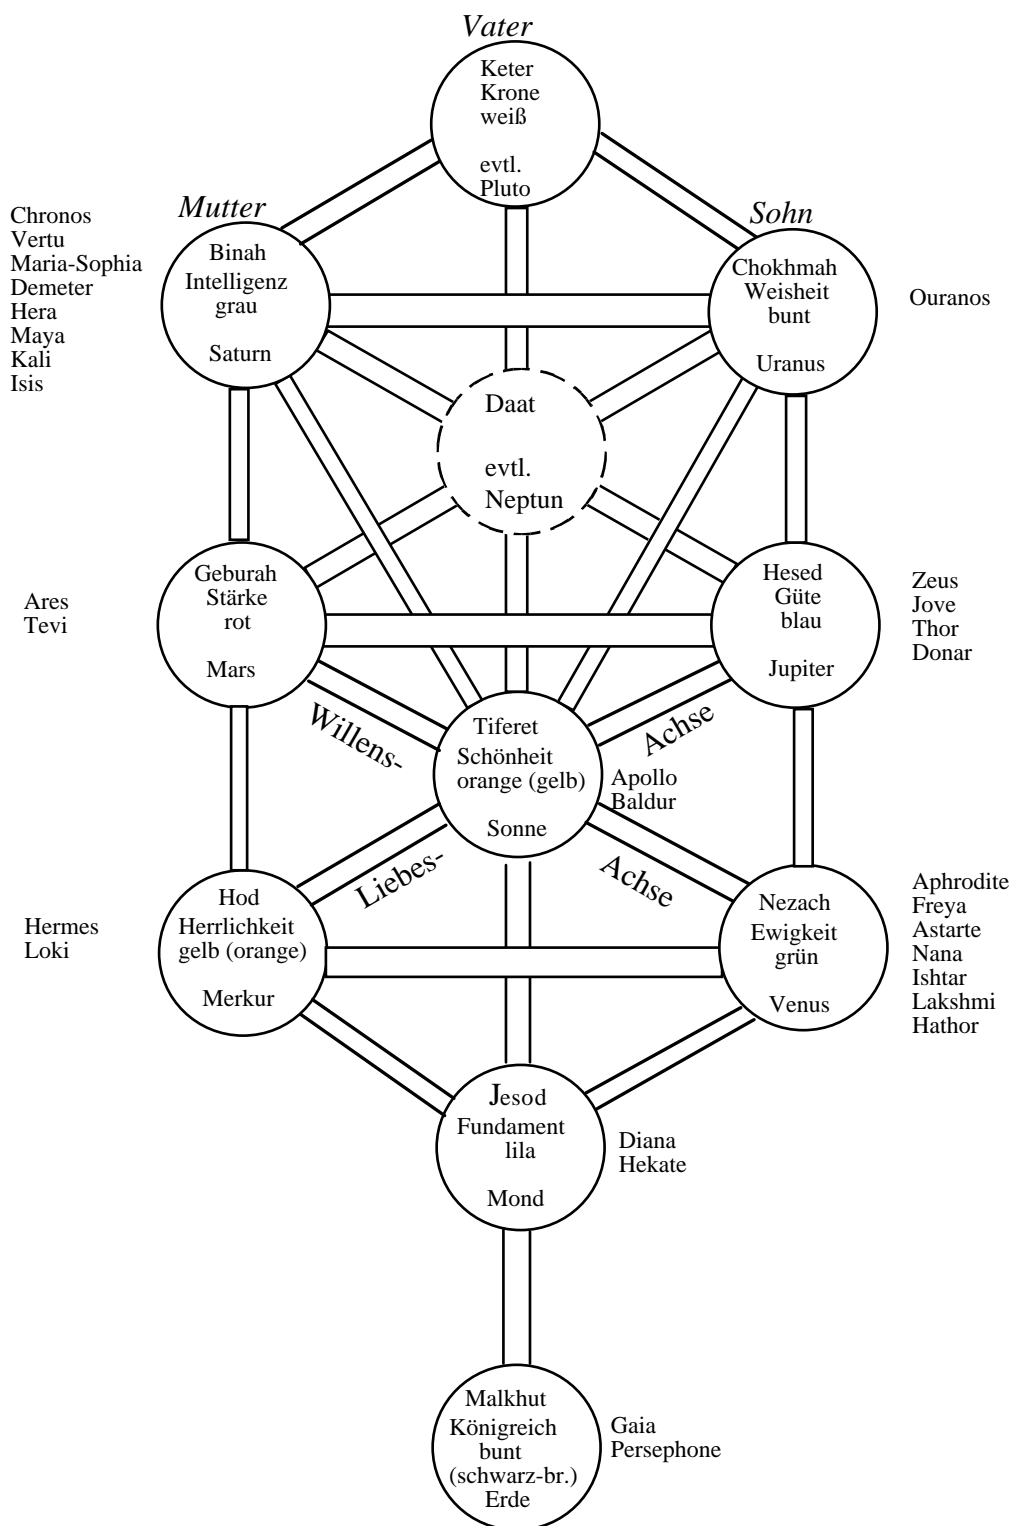 Vater
Keter
Krone
weiß
evtl.
Pluto
Mutter
Chronos
Vertu
Maria-Sophia
Demeter
Hera
Maya
Kali
Isis
Binah
Intelligenz
grau
Saturn
Sohn
Chokhmah
Weisheit
bunt
Uranus
Ouranos
Daat
evtl.
Neptun
Ares
Tevi
Geburah
Stärke
rot
Mars
Hesed
Güte
blau
Jupiter
Zeus
Jove
Thor
Donar
Willens-
Achse
Tiferet
Schönheit
orange (gelb)
Sonne
Apollo
Baldur
Liebes-
Achse
Hermes
Loki
Hod
Herrlichkeit
gelb (orange)
Merkur
Nezach
Ewigkeit
grün
Venus
Aphrodite
Freya
Astarte
Nana
Ishtar
Lakshmi
Hathor
Jesod
Fundament
lila
Mond
Diana
Hekate
Malkhut
Königreich
bunt
(schwarz-br.)
Erde
Gaia
Persephone